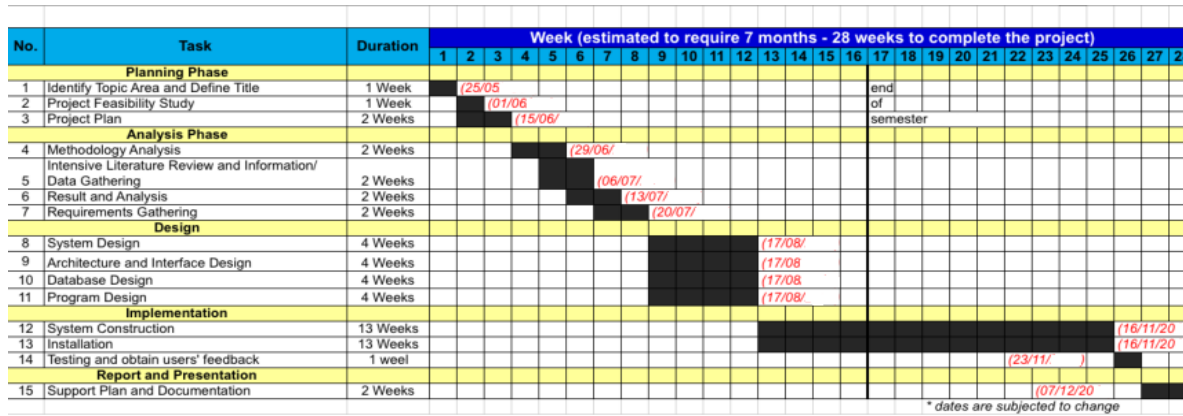 No. Task Duration Week (estimated to require 7 months - 28 weeks to complete the project)
1 2 3 4 5 6 7 8 9 10 11 12 13 14 15 16 17 18 19 20 21 22 23 24 25 26 27
Planning Phase
1 Identify Topic Area and Define Title 1 Week (25/05 end
2 Project Feasibility Study 1 Week (01/06 of
3 Project Plan 2 Weeks (15/06/ semester
Analysis Phase
4 Methodology Analysis 2 Weeks (29/06/
Intensive Literature Review and Information/
5 Data Gathering 2 Weeks (06/07/
6 Result and Analysis 2 Weeks (13/07/
7 Requirements Gathering 2 Weeks (20/07/
Design
8 System Design 4 Weeks (17/08/
9 Architecture and Interface Design 4 Weeks (17/08
10 Database Design 4 Weeks (17/08
11 Program Design 4 Weeks (17/08/
Implementation
12 System Construction 13 Weeks (16/11/20
13 Installation 13 Weeks (16/11/20
14 Testing and obtain users' feedback 1 weel (23/11/ )
Report and Presentation
15 Support Plan and Documentation 2 Weeks (07/12/20
* dates are subjected to change